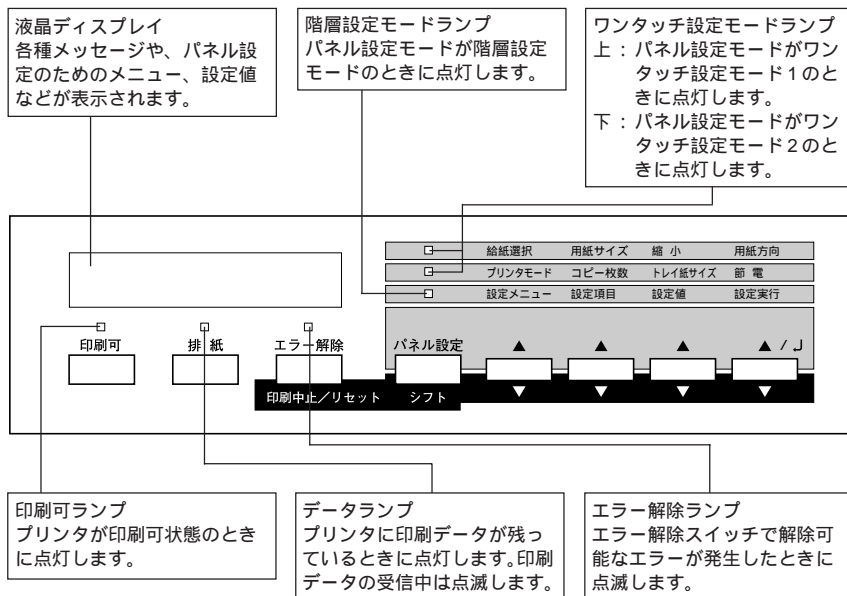 液晶ディスプレイ
各種メッセージや、パネル設
定のためのメニュー、設定値
などが表示されます。
階層設定モードランプ
パネル設定モードが階層設定
モードのときに点灯します。
ワンタッチ設定モードランプ
上：パネル設定モードがワン
タッチ設定モード1のと
きに点灯します。
下：パネル設定モードがワン
タッチ設定モード2のと
きに点灯します。
給紙選択 用紙サイズ 縮 小 用紙方向
プリンタモード コピー枚数 トレイ紙サイズ 節 電
設定メニュー 設定項目 設定値 設定実行
印刷可 排 紙 エラー解除 パネル設定 ▲ ▲ ▲ ▲ / ↲
印刷中止／リセット シフト ▼ ▼ ▼ ▼
印刷可ランプ
プリンタが印刷可状態のとき
に点灯します。
データランプ
プリンタに印刷データが残っ
ているときに点灯します。印刷
データの受信中は点滅します。
エラー解除ランプ
エラー解除スイッチで解除可
能なエラーが発生したときに
点滅します。